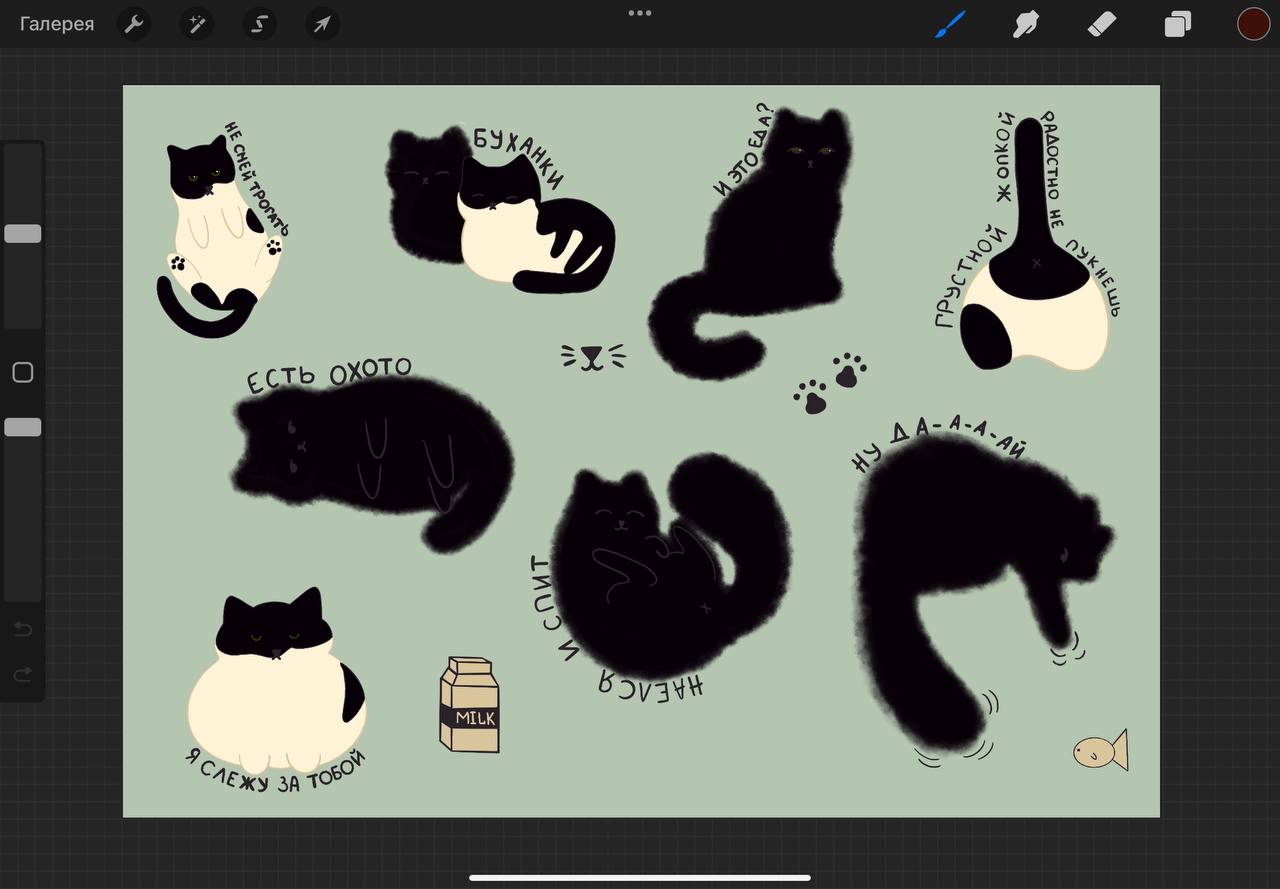 Галерея
НЕ СМЕЙ ТРОГАТЬ
БУХАНКИ
И ЭТО ЕДА?
ГРУСТНОЙ ЖОПКОЙ
РАДОСТНО НЕ ПУКНЕШЬ
ЕСТЬ ОХОТО
НУ ДА-А-А-АЙ
НАЕЛСЯ И СПИТ
Я СЛЕЖУ ЗА ТОБОЙ
MILK